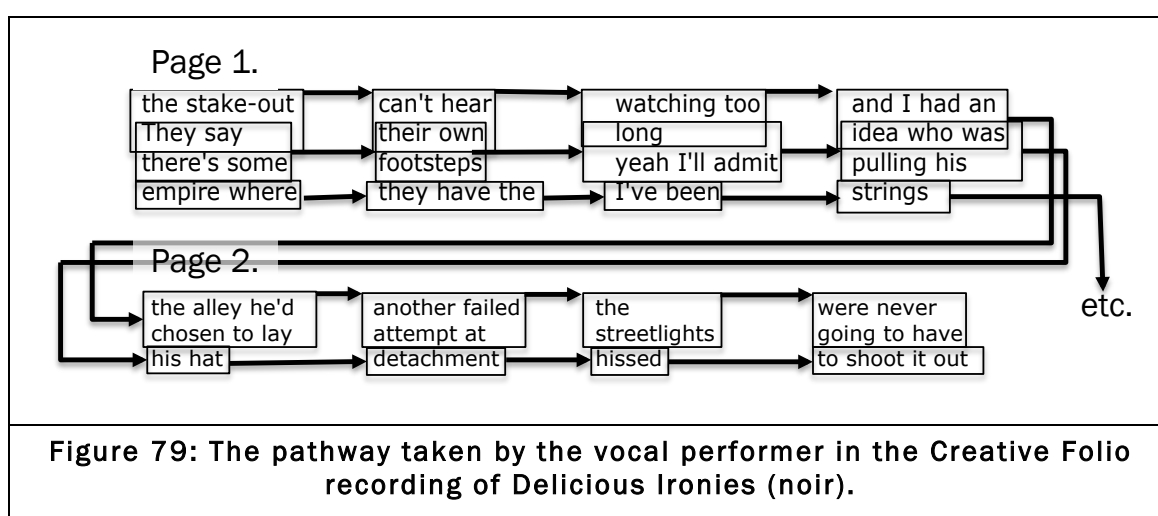 Page 1.
the stake-out can't hear watching too and I had an
They say their own long idea who was
there's some footsteps yeah I'll admit pulling his
empire where they have the I've been strings
Page 2.
etc.
the alley he'd another failed the were never
chosen to lay attempt at streetlights going to have
his hat detachment hissed to shoot it out
Figure 79: The pathway taken by the vocal performer in the Creative Folio
recording of Delicious Ironies (noir).